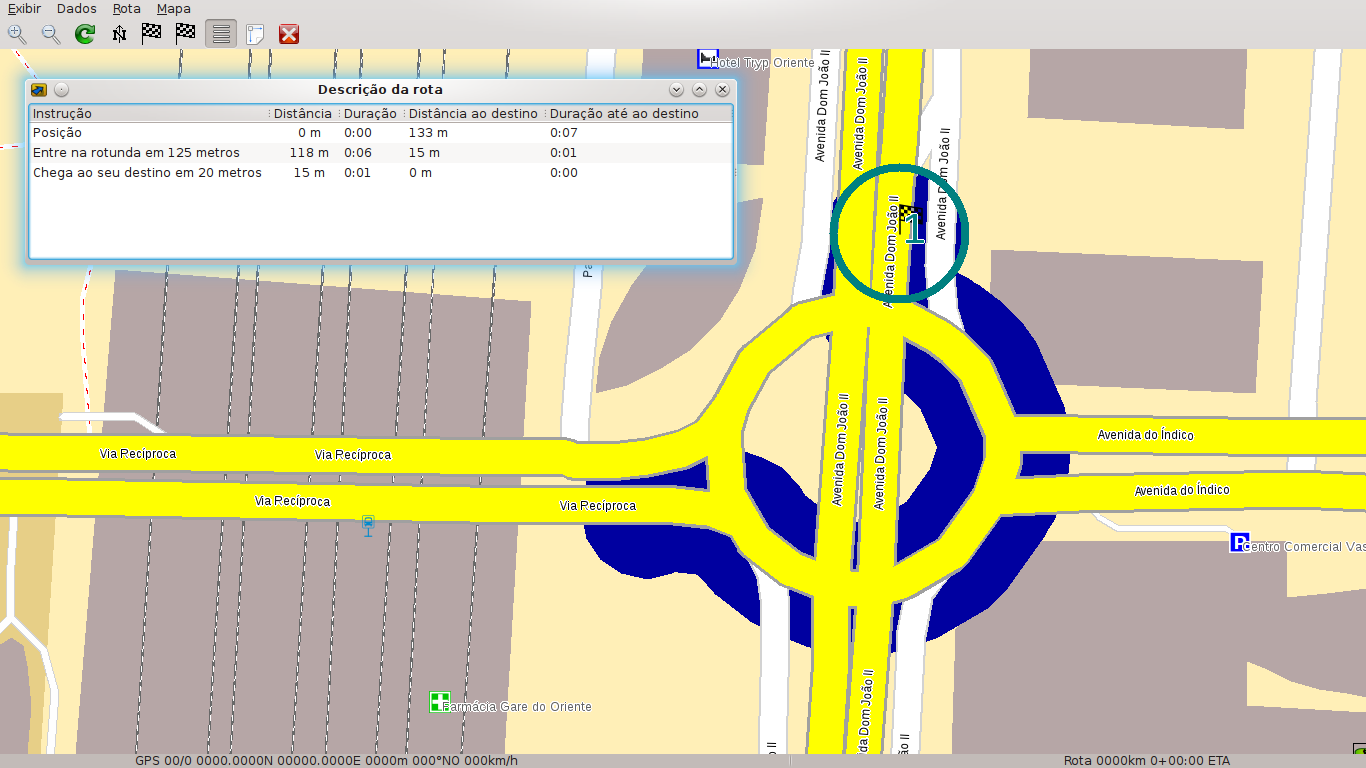 Exibir Dados Rota Mapa
Descrição da rota
Instrução Distância Duração Distância ao destino Duração até ao destino
Posição 0 m 0:00 133 m 0:07
Entre na rotunda em 125 metros 118 m 0:06 15 m 0:01
Chega ao seu destino em 20 metros 15 m 0:01 0 m 0:00
Hotel Tryp Oriente
Avenida Dom João II
Avenida Dom João II
Avenida Dom João II
Avenida Dom João II
1
Pa
Avenida Dom João II
Avenida Dom João II
Avenida do Índico
Via Recíproca
Via Recíproca
Avenida do Índico
Via Recíproca
Via Recíproca
P
Centro Comercial Vas
Farmácia Gare do Oriente
nida Dom João II
II
ão II
GPS 00/0 0000.0000N 00000.0000E 0000m 000°NO 000km/h
Rota 0000km 0+00:00 ETA